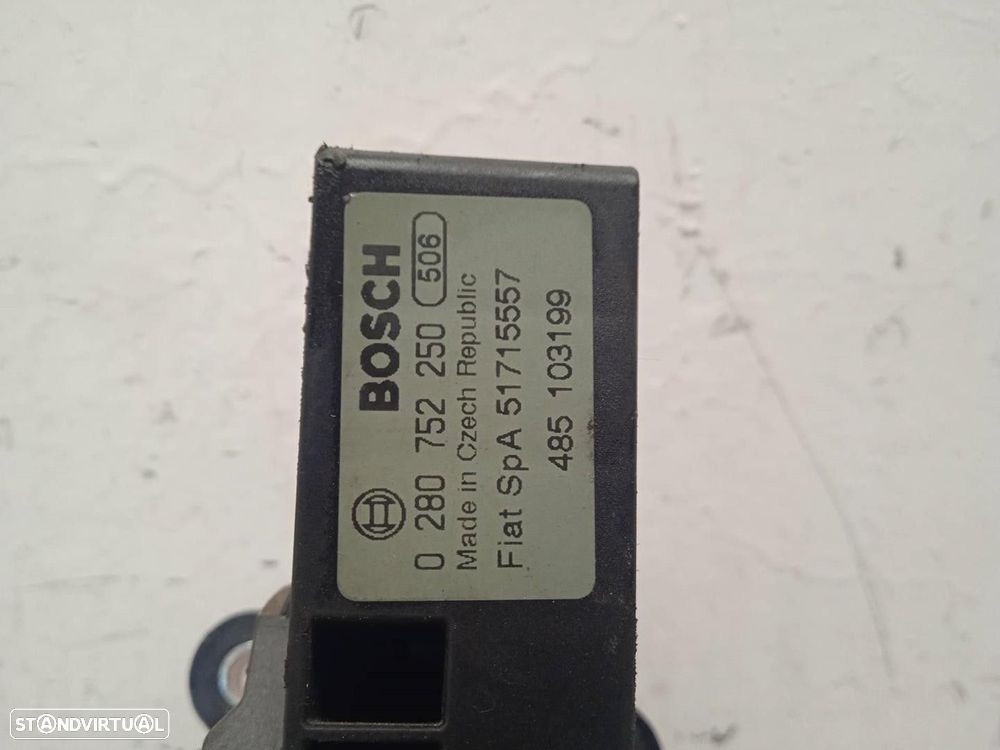 BOSCH
0 280 752 250 506
Made in Czech Republic
Fiat SpA 51715557
485 103199
STANDVIRTUAL